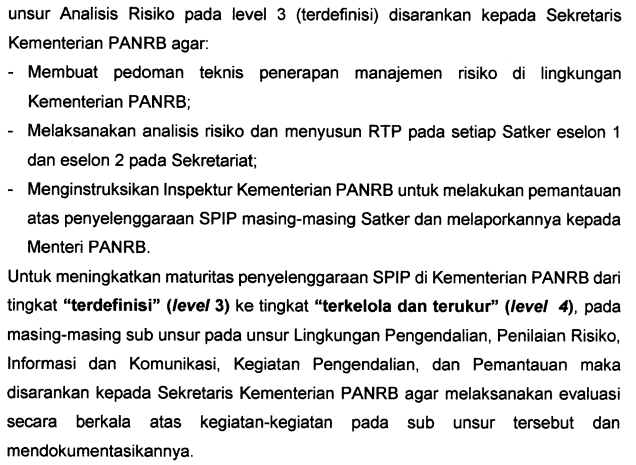 unsur Analisis Risiko pada level 3 (terdefinisi) disarankan kepada Sekretaris
Kementerian PANRB agar:
- Membuat pedoman teknis penerapan manajemen risiko di lingkungan
Kementerian PANRB;
- Melaksanakan analisis risiko dan menyusun RTP pada setiap Satker eselon 1
dan eselon 2 pada Sekretariat;
- Menginstruksikan Inspektur Kementerian PANRB untuk melakukan pemantauan
atas penyelenggaraan SPIP masing-masing Satker dan melaporkannya kepada
Menteri PANRB.
Untuk meningkatkan maturitas penyelenggaraan SPIP di Kementerian PANRB dari
tingkat “terdefinisi” (level 3) ke tingkat “terkelola dan terukur” (level 4), pada
masing-masing sub unsur pada unsur Lingkungan Pengendalian, Penilaian Risiko,
Informasi dan Komunikasi, Kegiatan Pengendalian, dan Pemantauan maka
disarankan kepada Sekretaris Kementerian PANRB agar melaksanakan evaluasi
secara berkala atas kegiatan-kegiatan pada sub unsur tersebut dan
mendokumentasikannya.